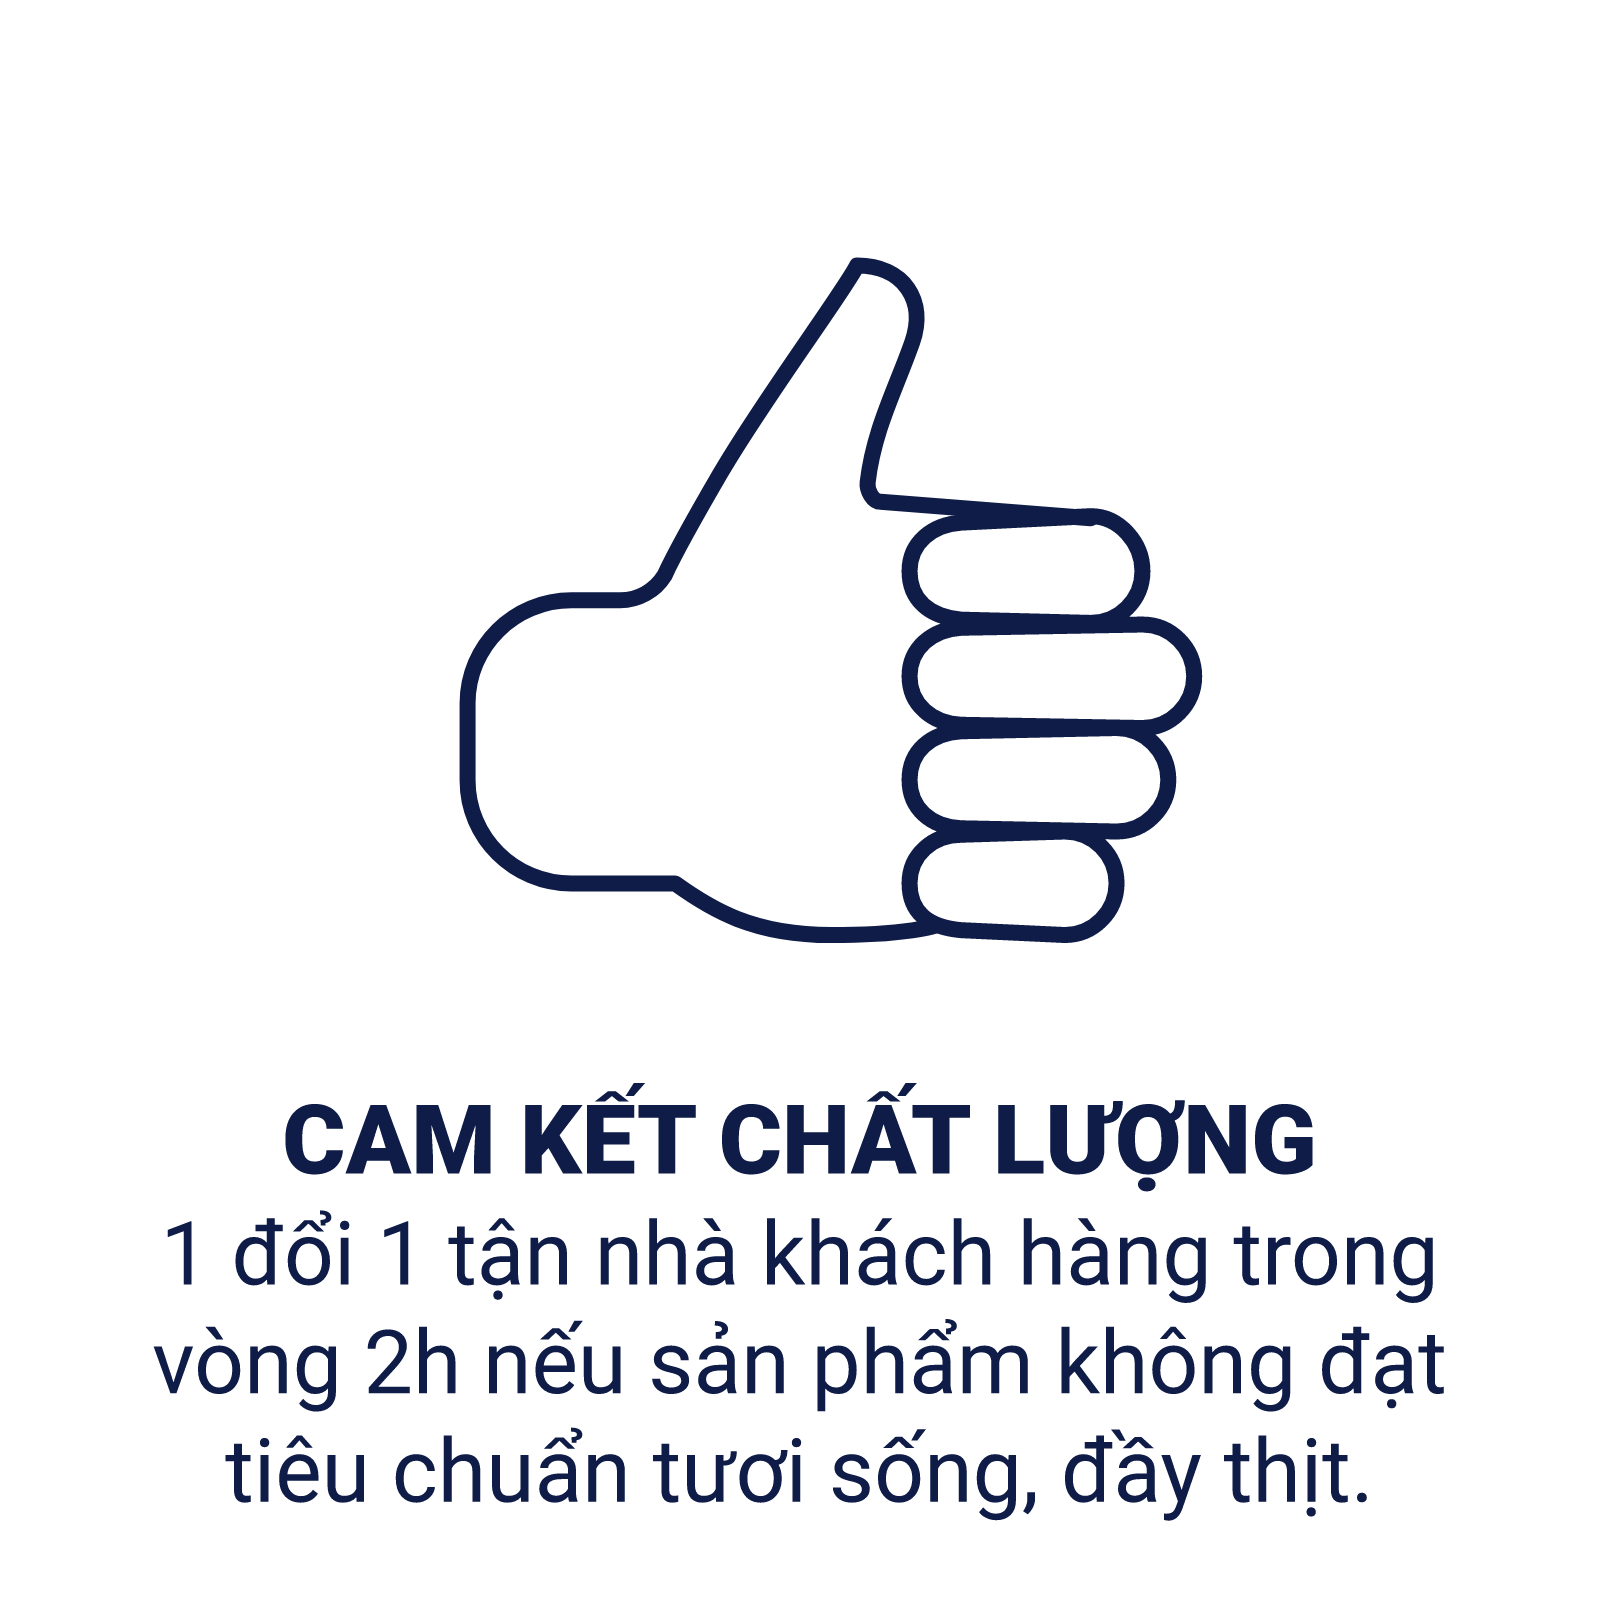 CAM KẾT CHẤT LƯỢNG
1 đổi 1 tận nhà khách hàng trong
vòng 2h nếu sản phẩm không đạt
tiêu chuẩn tươi sống, đầy thịt.